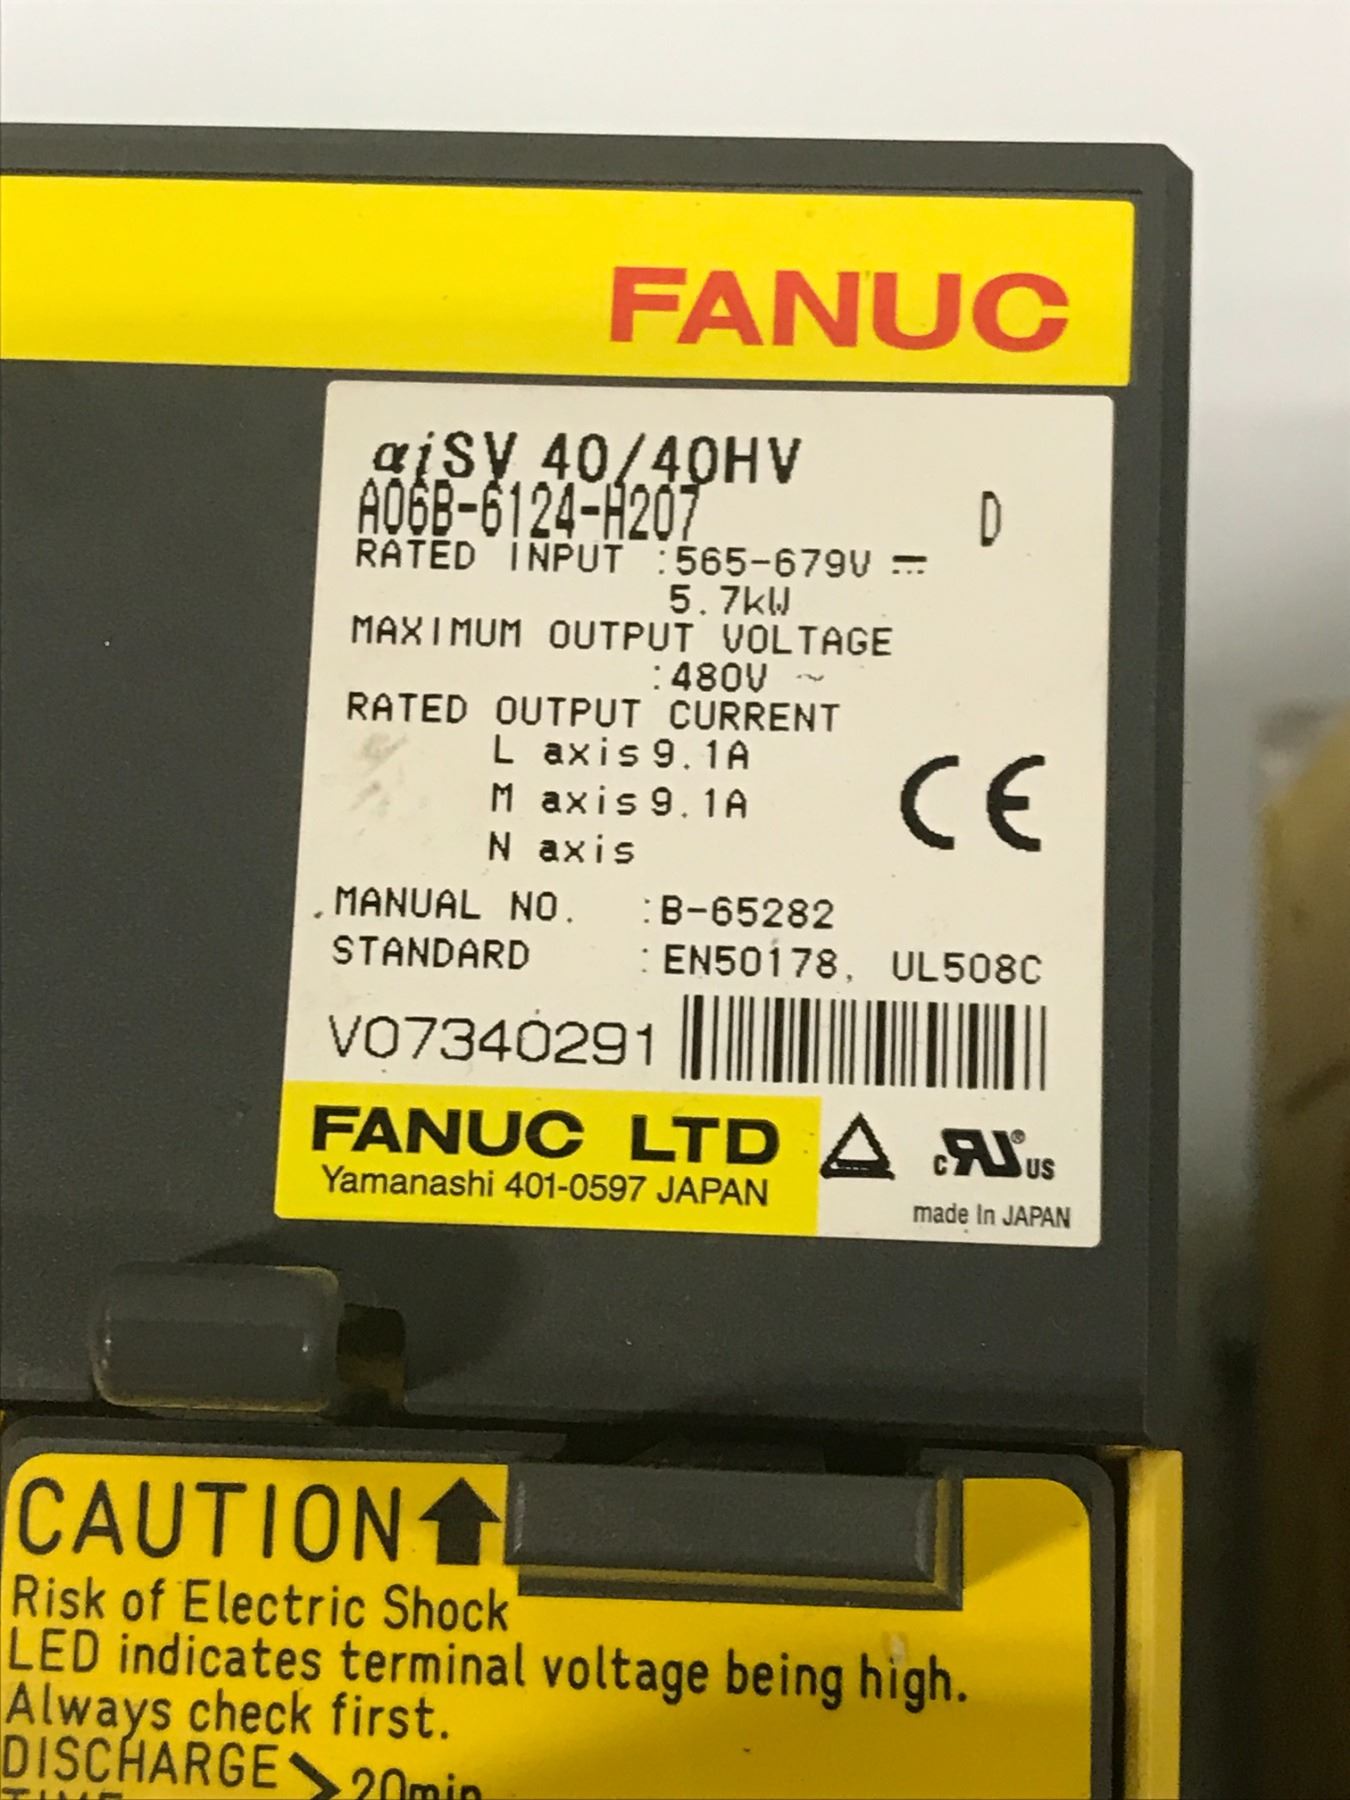 FANUC
αiSV 40/40HV
A06B-6124-H207 D
RATED INPUT :565-679V ⎓
5.7kW
MAXIMUM OUTPUT VOLTAGE
:480V ~
RATED OUTPUT CURRENT
L axis 9.1A
M axis 9.1A
N axis
MANUAL NO. :B-65282
STANDARD :EN50178, UL508C
V07340291
CE
FANUC LTD
Yamanashi 401-0597 JAPAN
c RU ® US
made In JAPAN
CAUTION
Risk of Electric Shock
LED indicates terminal voltage being high.
Always check first.
DISCHARGE > 20min
TIME